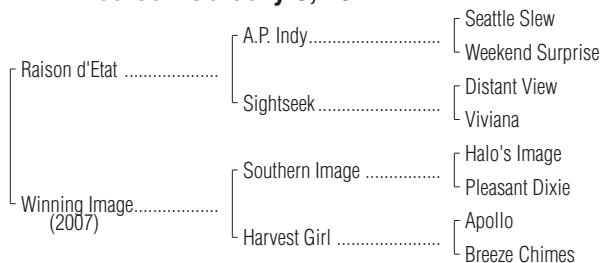 Seattle Slew
A.P. Indy
Weekend Surprise
Raison d'Etat
Distant View
Sightseek
Viviana
Halo's Image
Southern Image
Pleasant Dixie
Winning Image
(2007)
Apollo
Harvest Girl
Breeze Chimes